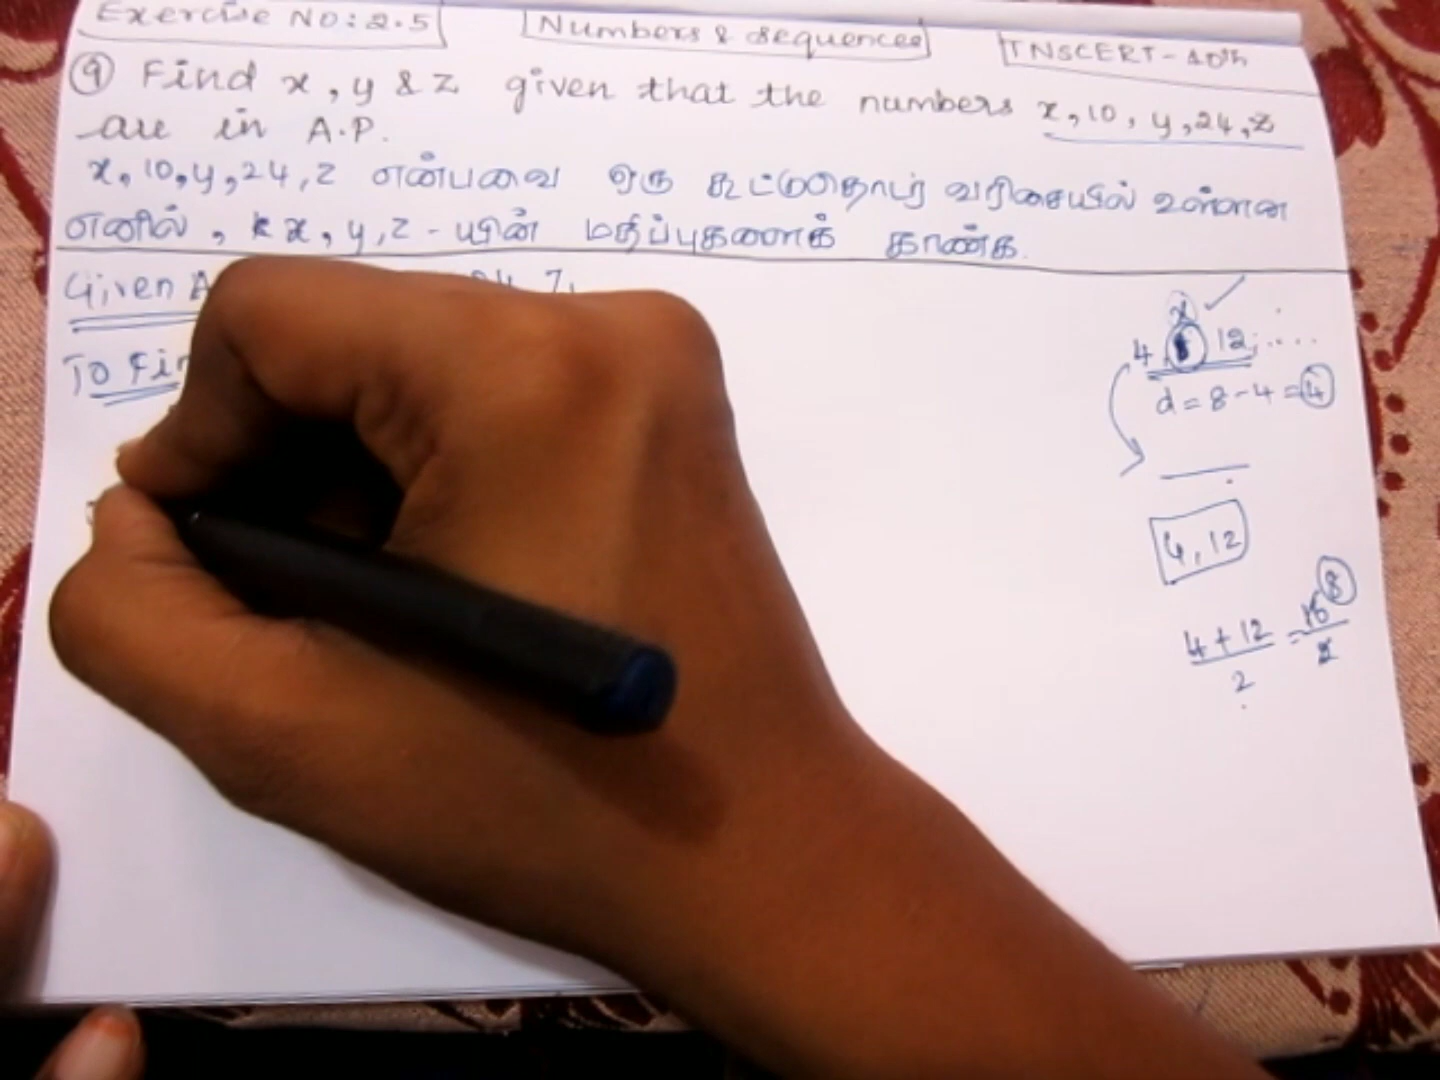 Exercise NO: 2.5
Numbers & Sequences
TNSCERT - 10th
9 Find x, y & z given that the numbers x, 10, y, 24, z
are in A.P.
x, 10, y, 24, z என்பவை ஒரு கூட்டுதொடர் வரிசையில் உள்ளன
எனில், x, y, z - யின் மதிப்புகளைக் காண்க.
Given A
24, Z,
To Fin
x
4, 8 12, ....
d = 8 - 4 = 4
4, 12
4 + 12 / 2 = 16 / 2 8